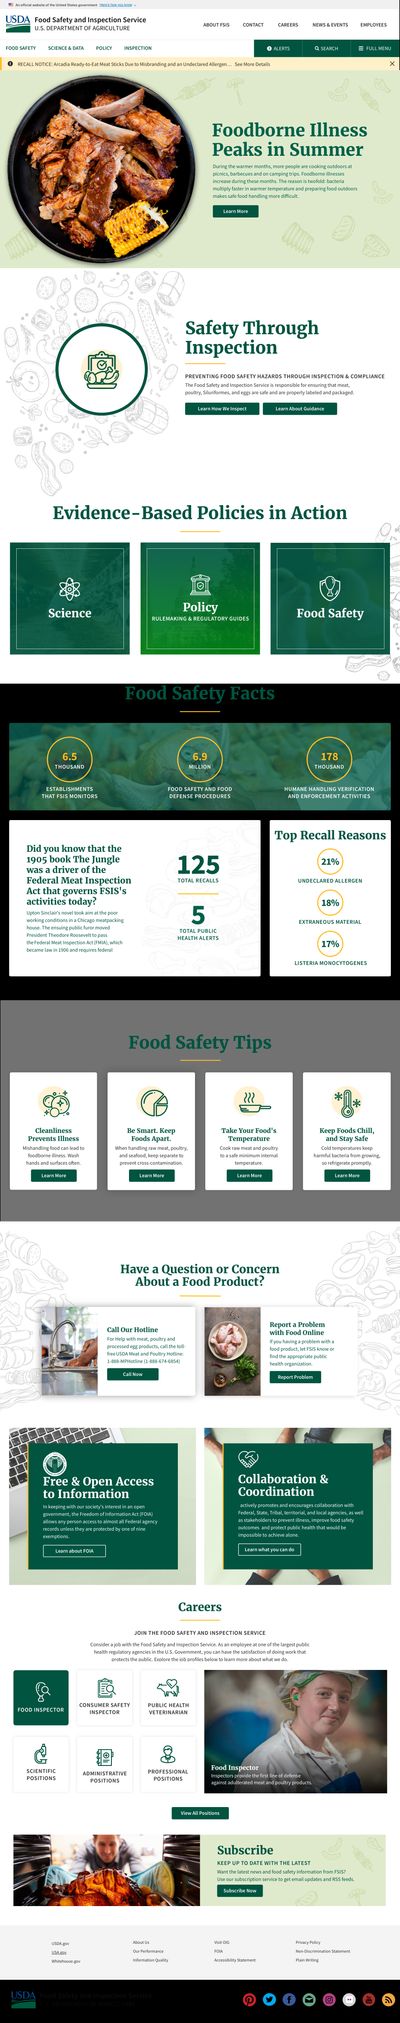 An official website of the United States government Here's how you know
USDA Food Safety and Inspection Service
U.S. DEPARTMENT OF AGRICULTURE
ABOUT FSIS CONTACT CAREERS NEWS & EVENTS EMPLOYEES
FOOD SAFETY SCIENCE & DATA POLICY INSPECTION ALERTS SEARCH FULL MENU
RECALL NOTICE: Arcadia Ready-to-Eat Meat Sticks Due to Misbranding and an Undeclared Allergen... See More Details
Foodborne Illness
Peaks in Summer
During the warmer months, more people are cooking outdoors at
picnics, barbecues and on camping trips. Foodborne illnesses
increase during these months. The reason is twofold: bacteria
multiply faster in warmer temperature and preparing food outdoors
makes safe food handling more difficult.
Learn More
Safety Through
Inspection
PREVENTING FOOD SAFETY HAZARDS THROUGH INSPECTION & COMPLIANCE
The Food Safety and Inspection Service is responsible for ensuring that meat,
poultry, Siluriformes, and eggs are safe and are properly labeled and packaged.
Learn How We Inspect Learn About Guidance
Evidence-Based Policies in Action
Science
Policy
RULEMAKING & REGULATORY GUIDES
Food Safety
Food Safety Facts
6.5
THOUSAND
ESTABLISHMENTS
THAT FSIS MONITORS
6.9
MILLION
FOOD SAFETY AND FOOD
DEFENSE PROCEDURES
178
THOUSAND
HUMANE HANDLING VERIFICATION
AND ENFORCEMENT ACTIVITIES
Did you know that the
1905 book The Jungle
was a driver of the
Federal Meat Inspection
Act that governs FSIS's
activities today?
Upton Sinclair's novel took aim at the poor
working conditions in a Chicago meatpacking
house. The ensuing public furor moved
President Theodore Roosevelt to pass
the Federal Meat Inspection Act (FMIA), which
became law in 1906 and requires federal
125
TOTAL RECALLS
5
TOTAL PUBLIC
HEALTH ALERTS
Top Recall Reasons
21%
UNDECLARED ALLERGEN
18%
EXTRANEOUS MATERIAL
17%
LISTERIA MONOCYTOGENES
Food Safety Tips
Cleanliness
Prevents Illness
Mishandling food can lead to
foodborne illness. Wash
hands and surfaces often.
Learn More
Be Smart. Keep
Foods Apart.
When handling raw meat, poultry,
and seafood, keep separate to
prevent cross-contamination.
Learn More
Take Your Food's
Temperature
Cook raw meat and poultry
to a safe minimum internal
temperature.
Learn More
Keep Foods Chill,
and Stay Safe
Cold temperatures keep
harmful bacteria from growing,
so refrigerate promptly.
Learn More
Have a Question or Concern
About a Food Product?
Call Our Hotline
For Help with meat, poultry and
processed egg products, call the toll-
free USDA Meat and Poultry Hotline:
1-888-MPHotline (1-888-674-6854)
Call Now
Report a Problem
with Food Online
If you having a problem with a
food product, let FSIS know or
find the appropriate public
health organization.
Report Problem
Free & Open Access
to Information
In keeping with our society's interest in an open
government, the Freedom of Information Act (FOIA)
allows any person access to almost all Federal agency
records unless they are protected by one of nine
exemptions.
Learn about FOIA
Collaboration &
Coordination
actively promotes and encourages collaboration with
Federal, State, Tribal, territorial, and local agencies, as well
as stakeholders to prevent illness, improve food safety
outcomes and protect public health that would be
impossible to achieve alone.
Learn what you can do
Careers
JOIN THE FOOD SAFETY AND INSPECTION SERVICE
Consider a job with the Food Safety and Inspection Service. As an employee at one of the largest public
health regulatory agencies in the U.S. Government, you can have the satisfaction of doing work that
protects the public. Explore the job profiles below to learn more about what we do.
FOOD INSPECTOR
CONSUMER SAFETY
INSPECTOR
PUBLIC HEALTH
VETERINARIAN
SCIENTIFIC
POSITIONS
ADMINISTRATIVE
POSITIONS
PROFESSIONAL
POSITIONS
Food Inspector
Inspectors provide the first line of defense
against adulterated meat and poultry products.
View All Positions
Subscribe
KEEP UP TO DATE WITH THE LATEST
Want the latest news and food safety information from FSIS?
Use our subscription service to get email updates and RSS feeds.
Subscribe Now
USDA.gov
USA.gov
Whitehouse.gov
About Us
Our Performance
Information Quality
Visit OIG
FOIA
Accessibility Statement
Privacy Policy
Non-Discrimination Statement
Plain Writing
USDA